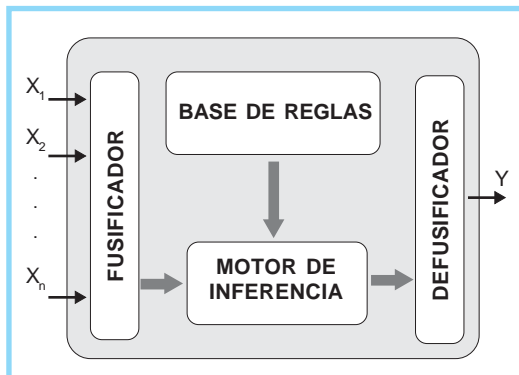 X1
X2
.
.
.
Xn
FUSIFICADOR
BASE DE REGLAS
MOTOR DE
INFERENCIA
DEFUSIFICADOR
Y